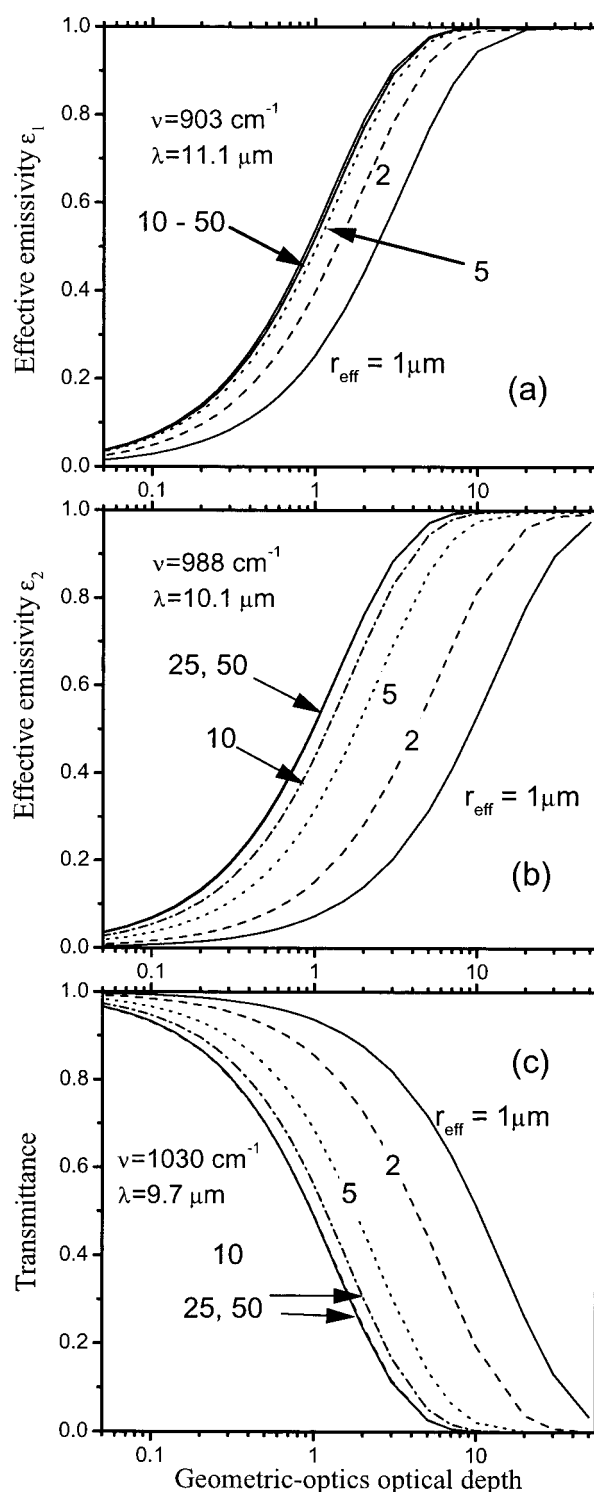 1.0
0.8
0.6
0.4
0.2
0.0
Effective emissivity ε₁
ν=903 cm⁻¹
λ=11.1 μm
10 - 50
2
5
r_eff = 1μm
(a)
0.1
1
10
1.0
0.8
0.6
0.4
0.2
0.0
Effective emissivity ε₂
ν=988 cm⁻¹
λ=10.1 μm
25, 50
10
5
2
r_eff = 1μm
(b)
0.1
1
10
1.0
0.8
0.6
0.4
0.2
0.0
Transmittance
(c)
r_eff = 1μm
ν=1030 cm⁻¹
λ=9.7 μm
2
5
10
25, 50
0.1
1
10
Geometric-optics optical depth